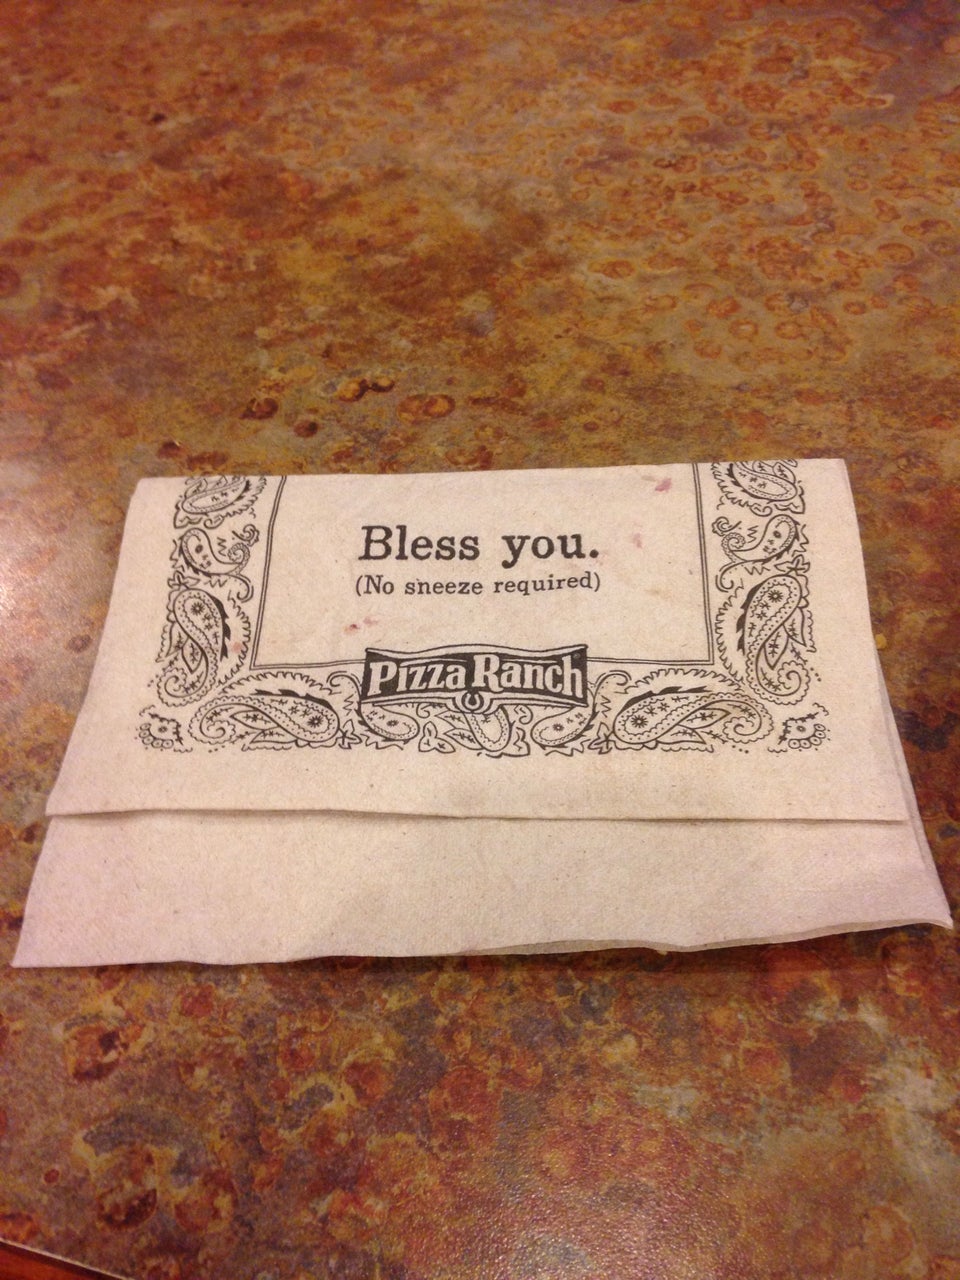 Bless you.
(No sneeze required)
Pizza Ranch